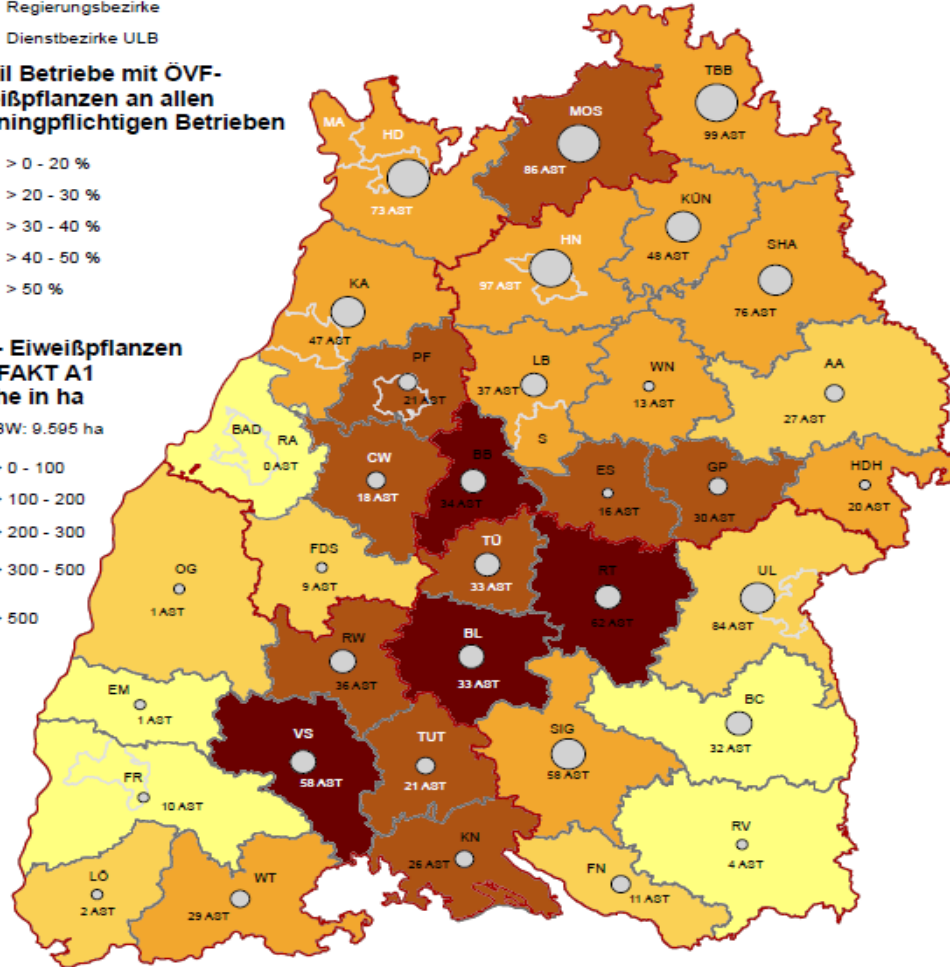 Regierungsbezirke
Dienstbezirke ULB
il Betriebe mit ÖVF-
ißpflanzen an allen
ningpflichtigen Betrieben
> 0 - 20 %
> 20 - 30 %
> 30 - 40 %
> 40 - 50 %
> 50 %
- Eiweißpflanzen
FAKT A1
he in ha
BW: 9.595 ha
0 - 100
100 - 200
200 - 300
300 - 500
500
TBB
99 AST
MOS
86 AST
MA
HD
73 AST
KÜN
48 AST
HN
97 AST
SHA
76 AST
KA
47 AST
PF
21 AST
LB
37 AST
WN
13 AST
AA
27 AST
BAD
RA
0 AST
S
CW
18 AST
BB
34 AST
ES
16 AST
GP
30 AST
HDH
20 AST
TÜ
33 AST
FDS
9 AST
OG
1 AST
RT
62 AST
UL
84 AST
RW
36 AST
BL
33 AST
EM
1 AST
BC
32 AST
VS
58 AST
TUT
21 AST
SIG
58 AST
FR
10 AST
RV
4 AST
KN
26 AST
FN
11 AST
LÖ
2 AST
WT
29 AST